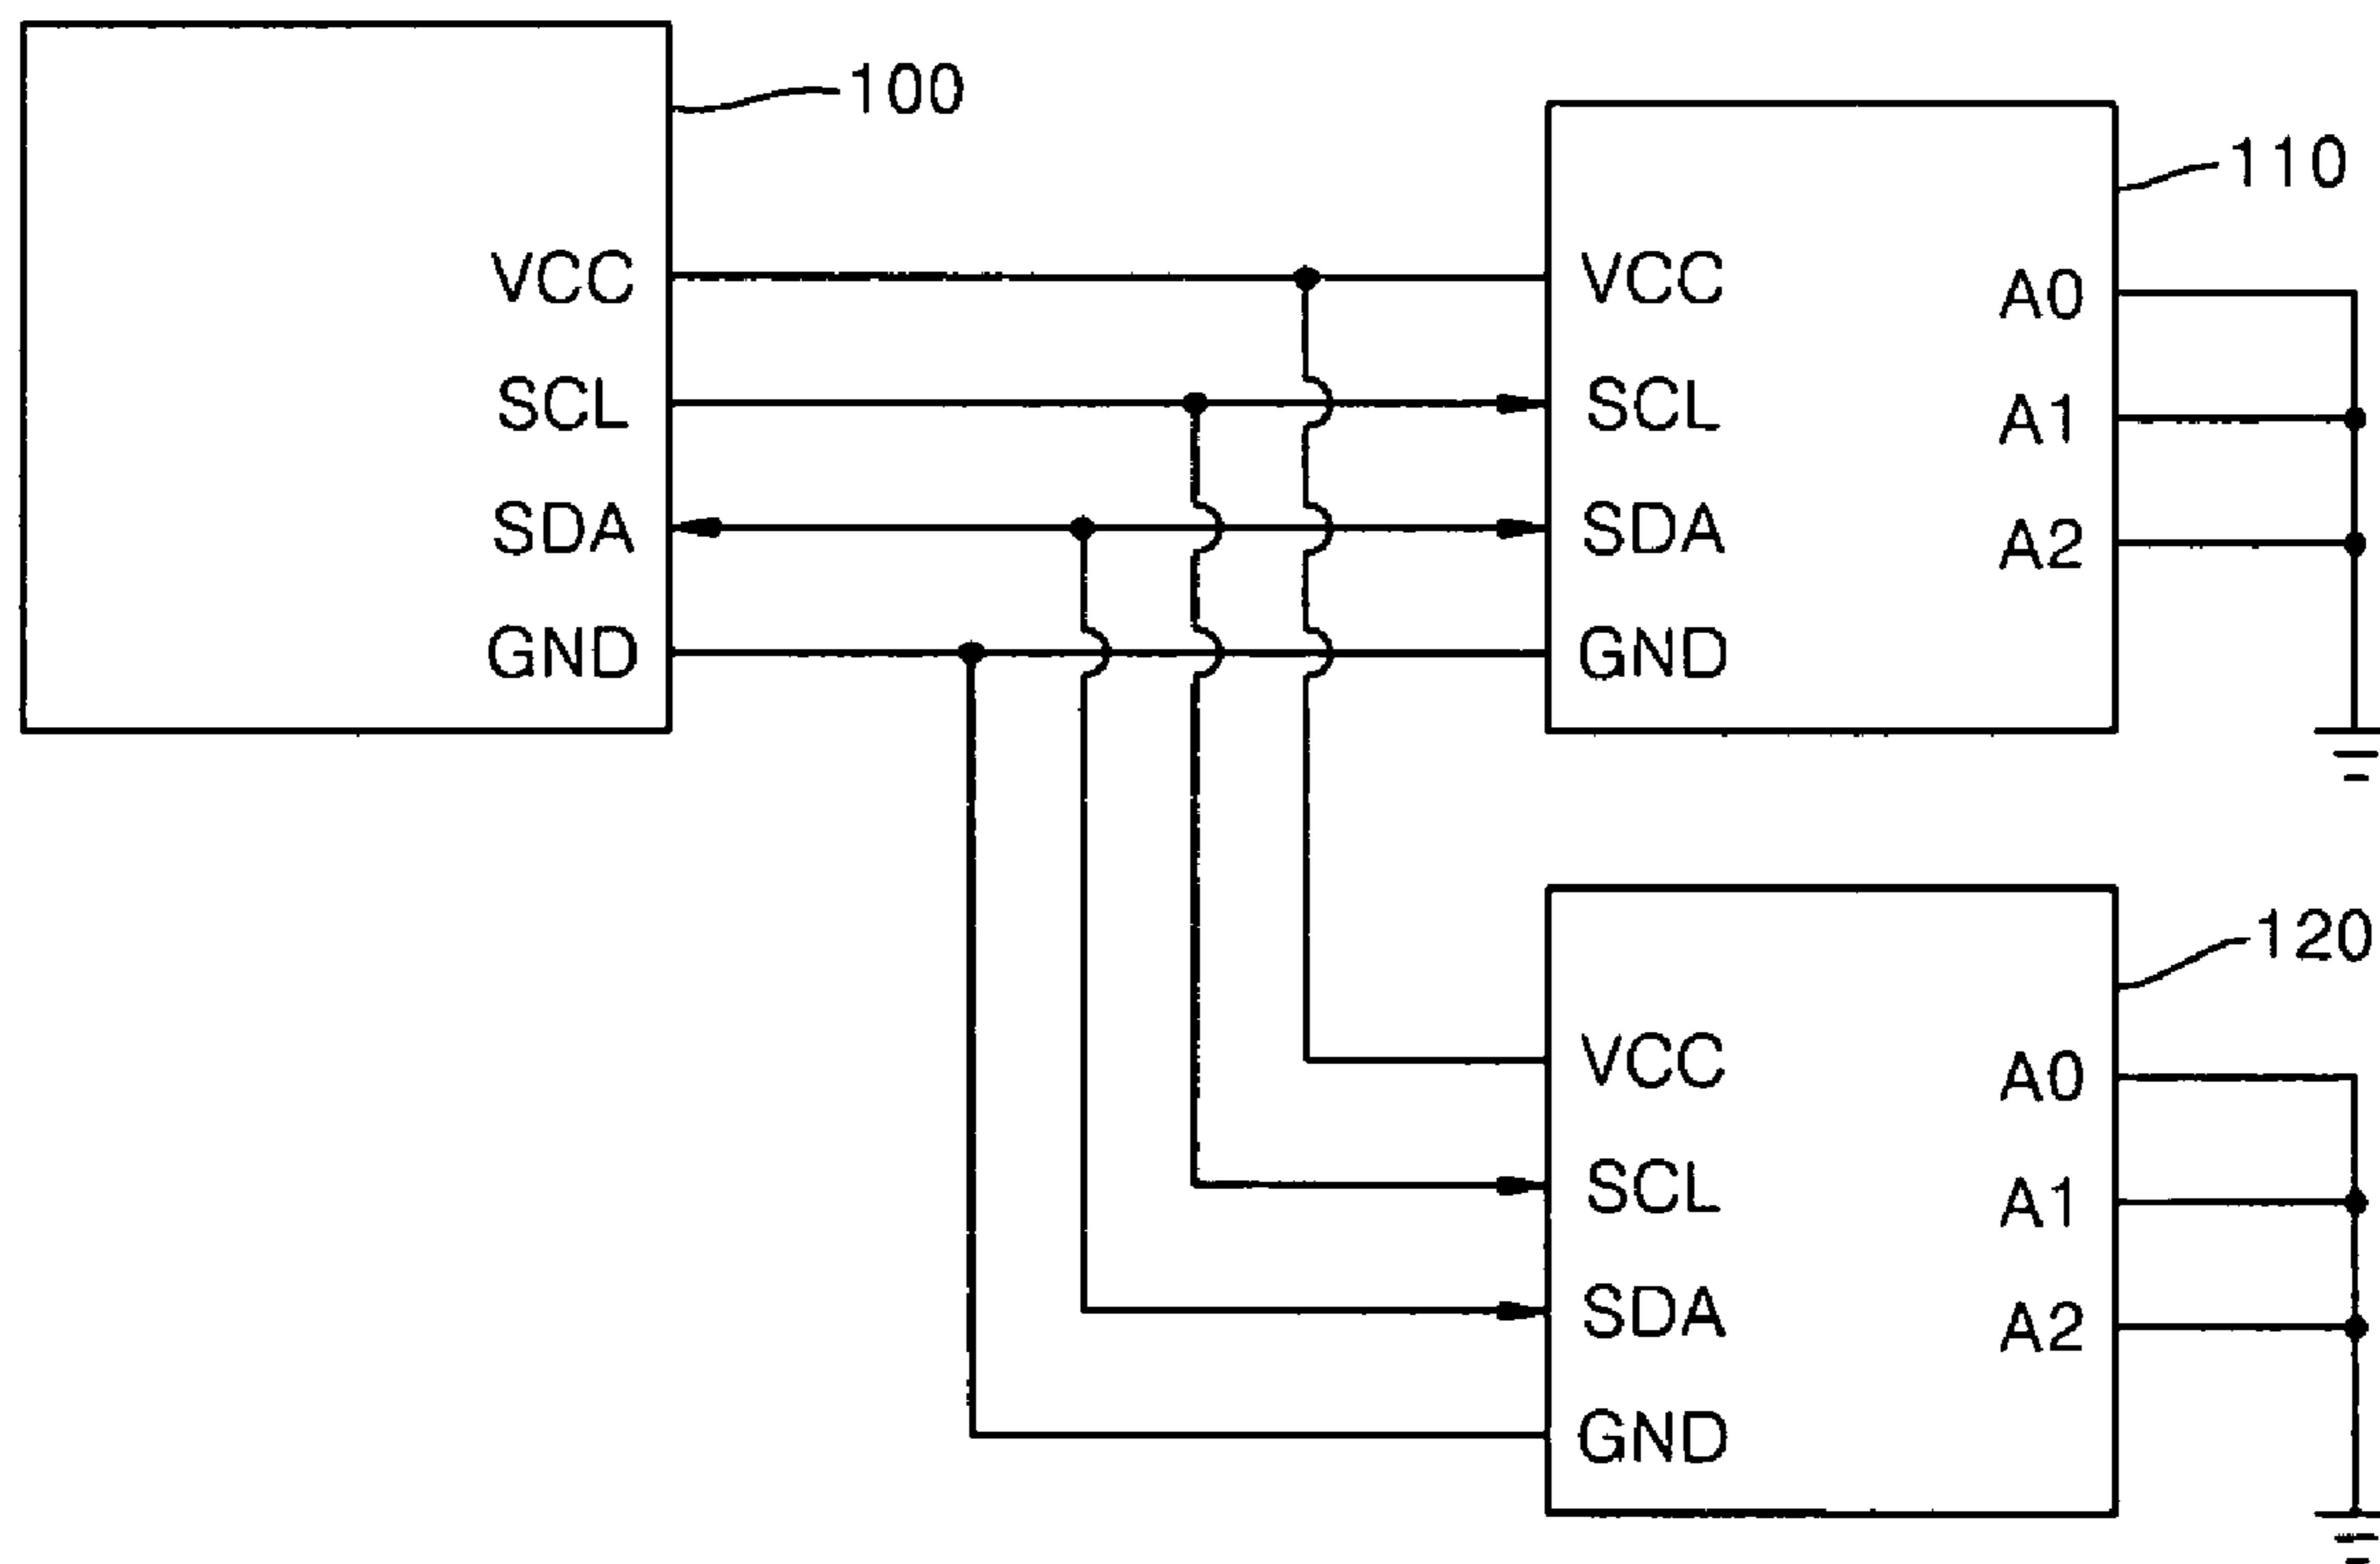 100
VCC
SCL
SDA
GND
110
VCC
SCL
SDA
GND
A0
A1
A2
120
VCC
SCL
SDA
GND
A0
A1
A2